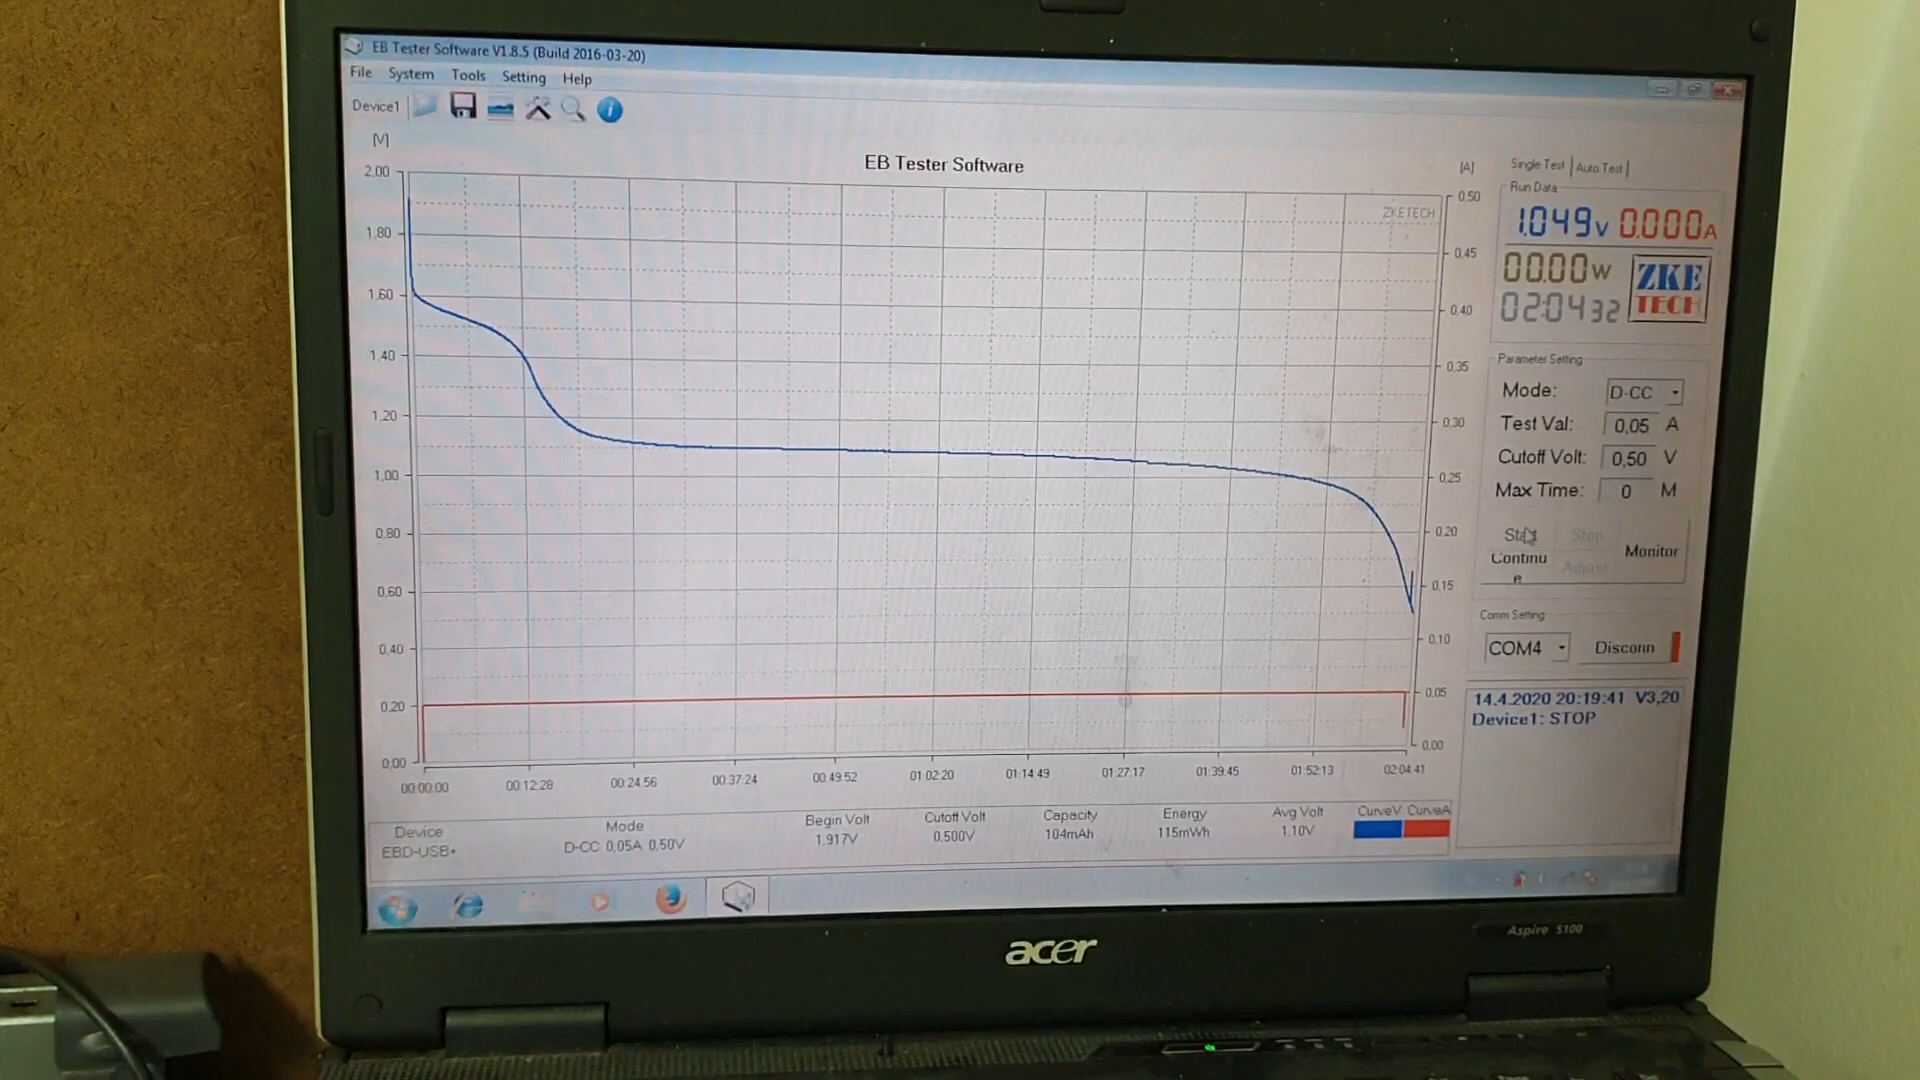 EB Tester Software V1.8.5 (Build 2016-03-20)
File System Tools Setting Help
Device1
[V]
EB Tester Software
[A]
ZKETECH
2,00
1,80
1,60
1,40
1,20
1,00
0,80
0,60
0,40
0,20
0,00
0,50
0,45
0,40
0,35
0,30
0,25
0,20
0,15
0,10
0,05
0,00
00:00:00 00:12:28 00:24:56 00:37:24 00:49:52 01:02:20 01:14:49 01:27:17 01:39:45 01:52:13 02:04:41
Device Mode Begin Volt Cutoff Volt Capacity Energy Avg Volt CurveV CurveA
EBD-USB+ D-CC 0,05A 0,50V 1,917V 0,500V 104mAh 115mWh 1,10V
Single Test Auto Test
Run Data
1.049V 0.000A
00.00W
02:04 32
ZKE
TECH
Parameter Setting
Mode: D-CC
Test Val: 0,05 A
Cutoff Volt: 0,50 V
Max Time: 0 M
Start Stop
Monitor
Continu
e
Adjust
Comm Setting
COM4 Disconn
14.4.2020 20:19:41 V3,20
Device1: STOP
acer
Aspire 5100